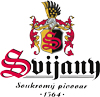 Svijany
Soukromý pivovar
· 1564 ·